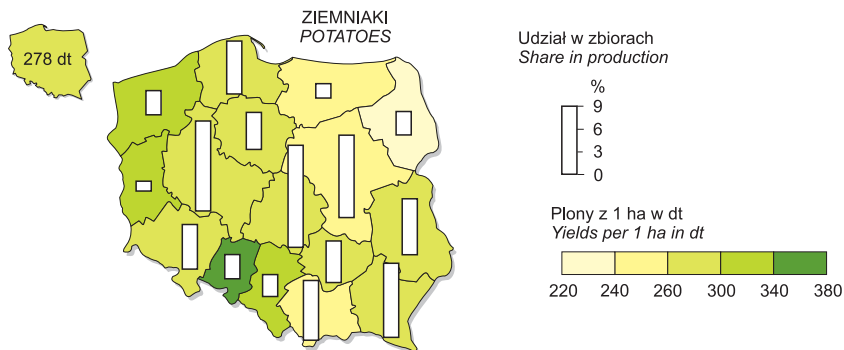 ZIEMNIAKI
POTATOES
278 dt
Udział w zbiorach
Share in production
%
9
6
3
0
Plony z 1 ha w dt
Yields per 1 ha in dt
220 240 260 300 340 380